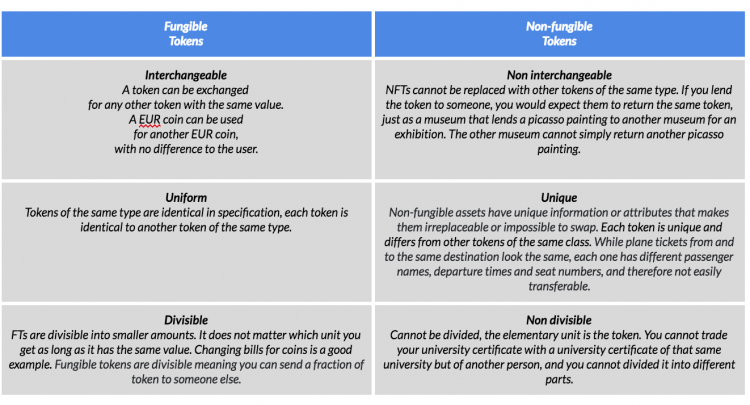 Fungible
Tokens
Non-fungible
Tokens
Interchangeable
A token can be exchanged
for any other token with the same value.
A EUR coin can be used
for another EUR coin,
with no difference to the user.
Non interchangeable
NFTs cannot be replaced with other tokens of the same type. If you lend
the token to someone, you would expect them to return the same token,
just as a museum that lends a picasso painting to another museum for an
exhibition. The other museum cannot simply return another picasso
painting.
Uniform
Tokens of the same type are identical in specification, each token is
identical to another token of the same type.
Unique
Non-fungible assets have unique information or attributes that makes
them irreplaceable or impossible to swap. Each token is unique and
differs from other tokens of the same class. While plane tickets from and
to the same destination look the same, each one has different passenger
names, departure times and seat numbers, and therefore not easily
transferable.
Divisible
FTs are divisible into smaller amounts. It does not matter which unit you
get as long as it has the same value. Changing bills for coins is a good
example. Fungible tokens are divisible meaning you can send a fraction of
token to someone else.
Non divisible
Cannot be divided, the elementary unit is the token. You cannot trade
your university certificate with a university certificate of that same
university but of another person, and you cannot divided it into different
parts.